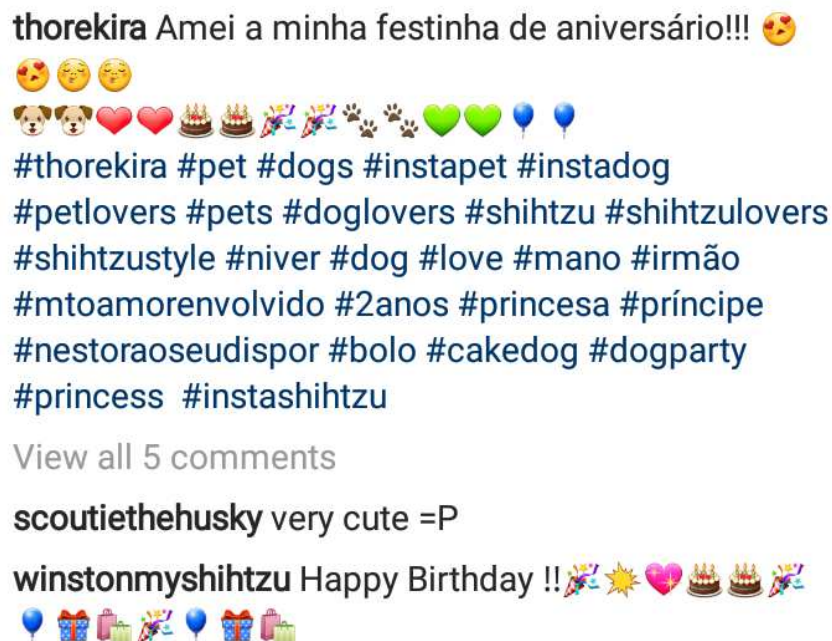 thorekira Amei a minha festinha de aniversário!!! 😍
😍😚😚
🐶🐶❤️❤️🎂🎂🎉🎉🐾🐾💚💚🎈🎈
#thorekira #pet #dogs #instapet #instadog
#petlovers #pets #doglovers #shihtzu #shihtzulovers
#shihtzustyle #niver #dog #love #mano #irmão
#mtoamorenvolvido #2anos #princesa #príncipe
#nestoraoseudispor #bolo #cakedog #dogparty
#princess #instashihtzu
View all 5 comments
scoutiethehusky very cute =P
winstonmyshihtzu Happy Birthday !!🎉💥💖🎂🎂🎉
🎈🎁🛍️🎉🎈🎁🛍️